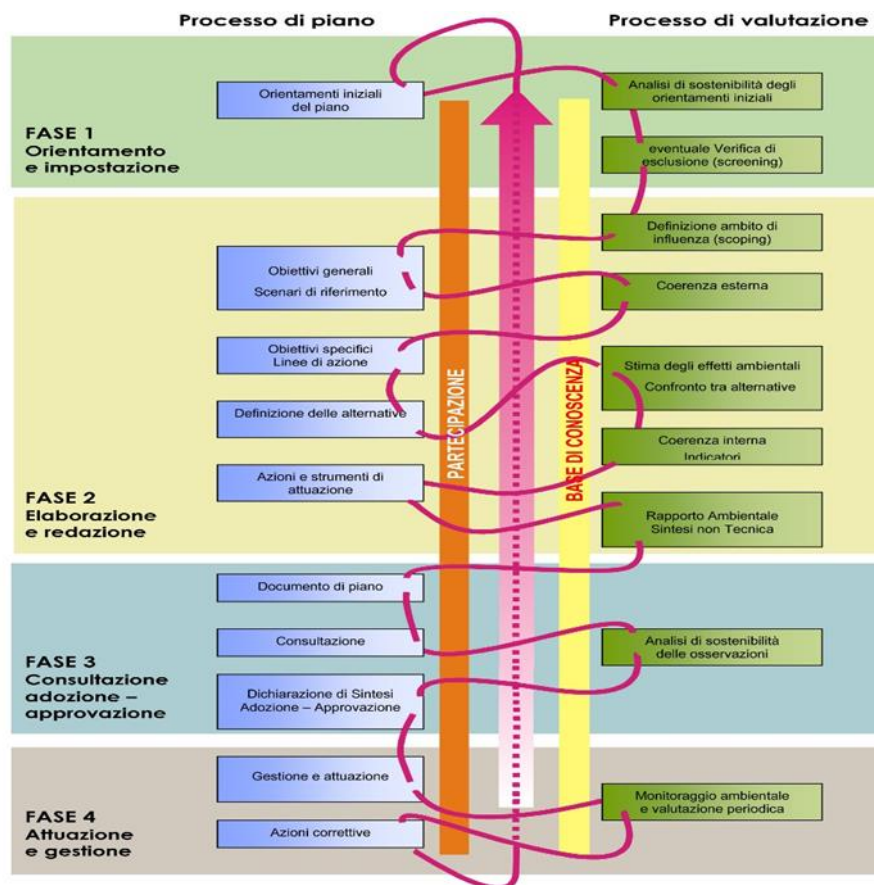 Processo di piano
Processo di valutazione
FASE 1
Orientamento
e impostazione
Orientamenti iniziali
del piano
Analisi di sostenibilità degli
orientamenti iniziali
eventuale Verifica di
esclusione (screening)
FASE 2
Elaborazione
e redazione
Definizione ambito di
influenza (scoping)
Obiettivi generali
Scenari di riferimento
Coerenza esterna
Obiettivi specifici
Linee di azione
Stima degli effetti ambientali
Confronto tra alternative
Definizione delle alternative
Coerenza interna
Indicatori
Azioni e strumenti di
attuazione
Rapporto Ambientale
Sintesi non Tecnica
PARTECIPAZIONE
BASE DI CONOSCENZA
FASE 3
Consultazione
adozione –
approvazione
Documento di piano
Consultazione
Analisi di sostenibilità
delle osservazioni
Dichiarazione di Sintesi
Adozione – Approvazione
FASE 4
Attuazione
e gestione
Gestione e attuazione
Monitoraggio ambientale
e valutazione periodica
Azioni correttive